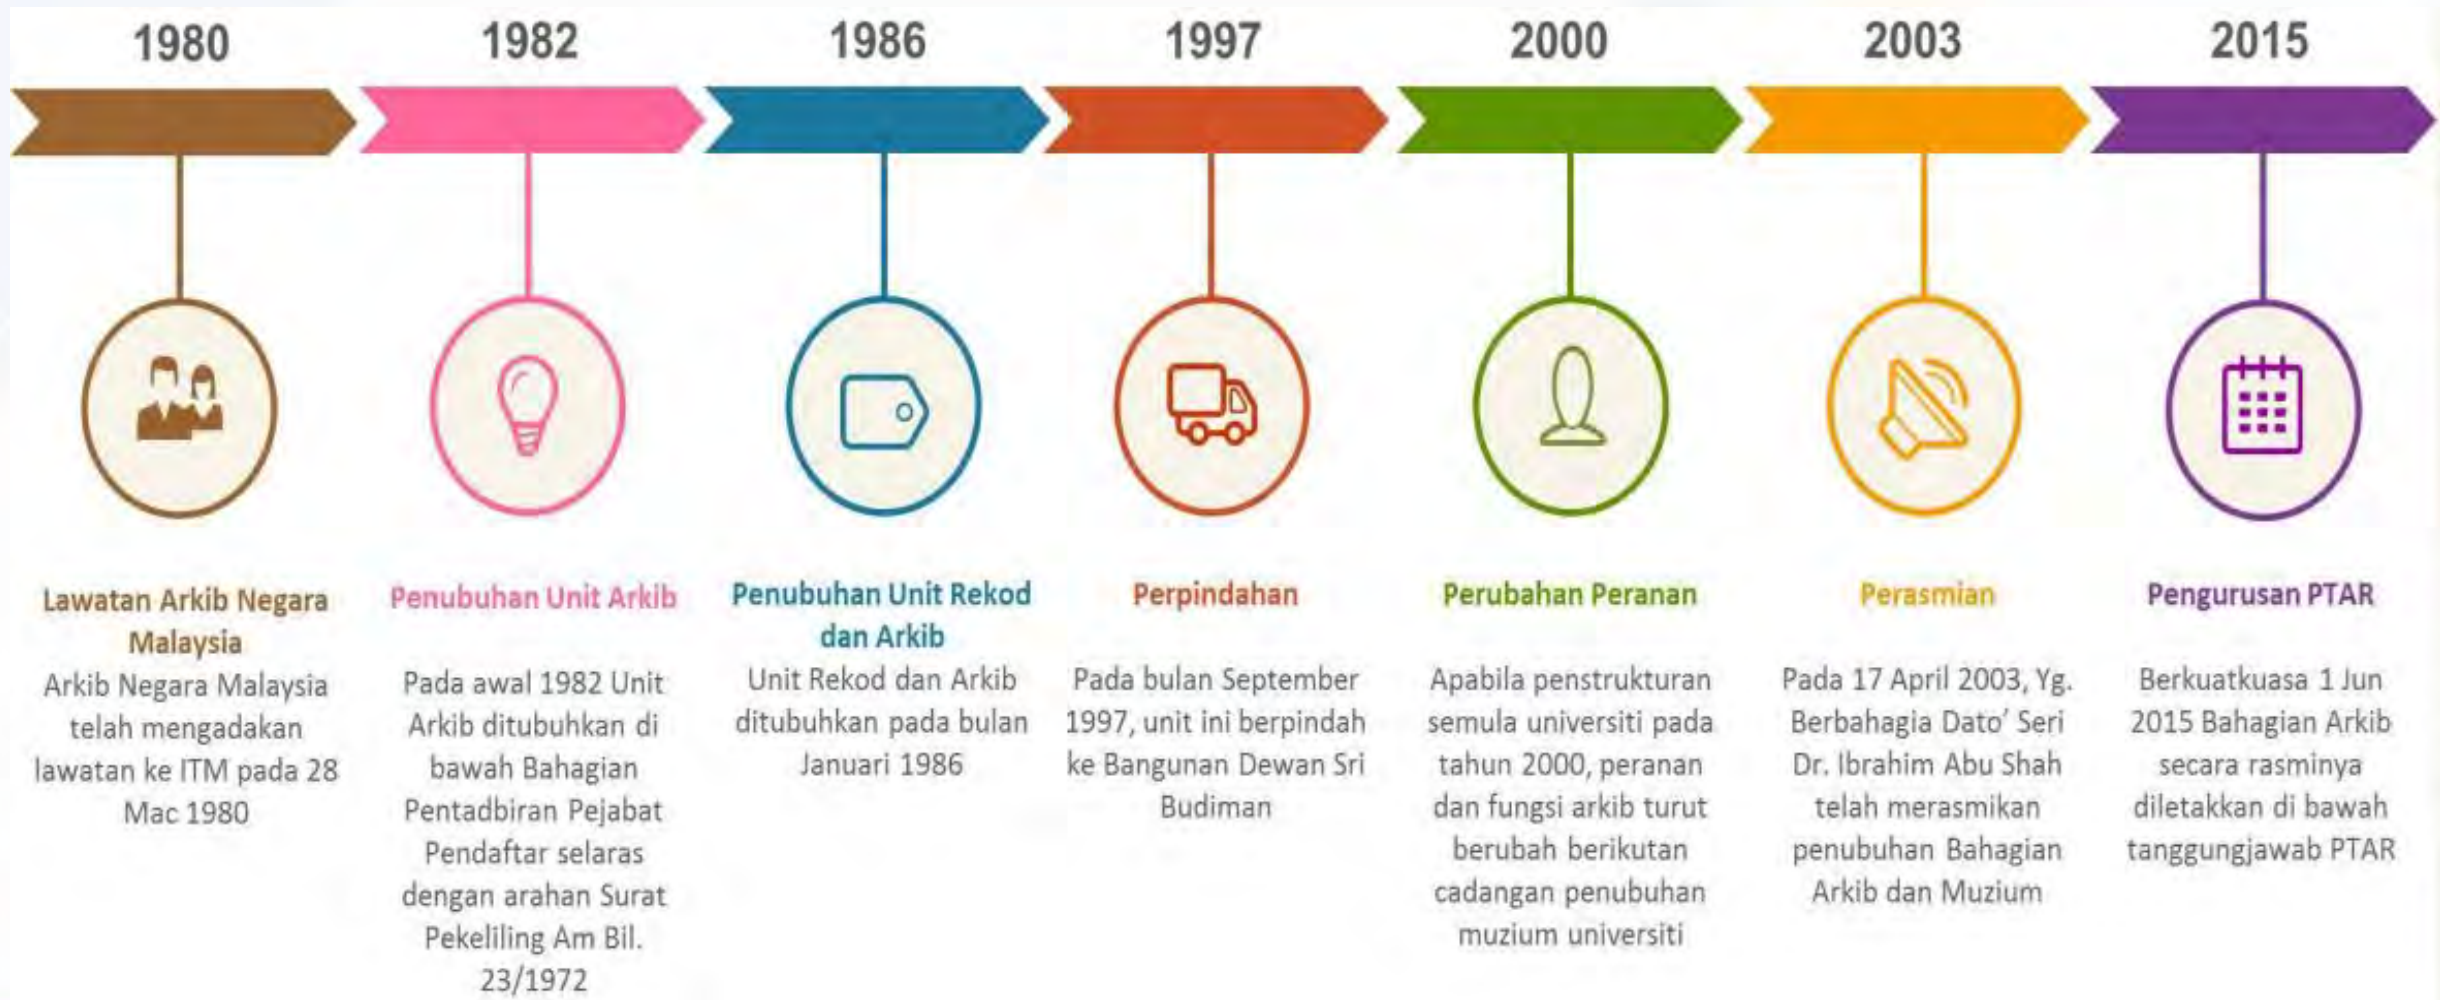 1980
Lawatan Arkib Negara
Malaysia
Arkib Negara Malaysia
telah mengadakan
lawatan ke ITM pada 28
Mac 1980
1982
Penubuhan Unit Arkib
Pada awal 1982 Unit
Arkib ditubuhkan di
bawah Bahagian
Pentadbiran Pejabat
Pendaftar selaras
dengan arahan Surat
Pekeliling Am Bil.
23/1972
1986
Penubuhan Unit Rekod
dan Arkib
Unit Rekod dan Arkib
ditubuhkan pada bulan
Januari 1986
1997
Perpindahan
Pada bulan September
1997, unit ini berpindah
ke Bangunan Dewan Sri
Budiman
2000
Perubahan Peranan
Apabila penstrukturan
semula universiti pada
tahun 2000, peranan
dan fungsi arkib turut
berubah berikutan
cadangan penubuhan
muzium universiti
2003
Perasmian
Pada 17 April 2003, Yg.
Berbahagia Dato’ Seri
Dr. Ibrahim Abu Shah
telah merasmikan
penubuhan Bahagian
Arkib dan Muzium
2015
Pengurusan PTAR
Berkuatkuasa 1 Jun
2015 Bahagian Arkib
secara rasminya
diletakkan di bawah
tanggungjawab PTAR